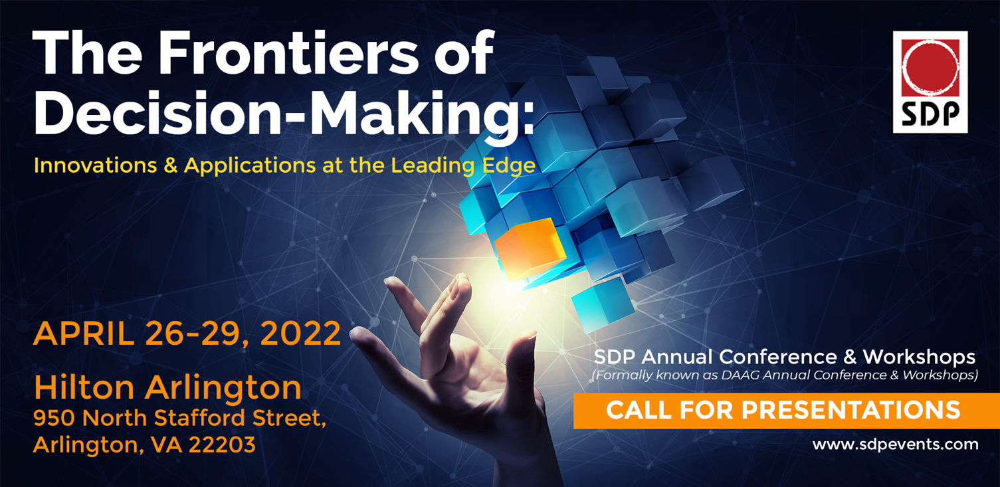 The Frontiers of
Decision-Making:
Innovations & Applications at the Leading Edge
SDP
APRIL 26-29, 2022
Hilton Arlington
950 North Stafford Street,
Arlington, VA 22203
SDP Annual Conference & Workshops
(Formally known as DAAG Annual Conference & Workshops)
CALL FOR PRESENTATIONS
www.sdpevents.com